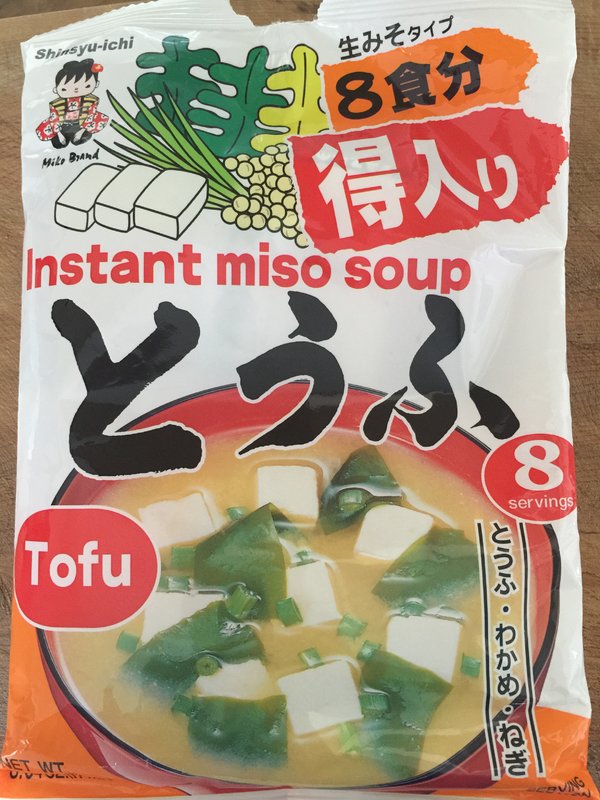 Shinsyu-ichi
Miko Brand
生みそタイプ
8食分
得入り
Instant miso soup
とうふ
8
servings
Tofu
とうふ・わかめ・ねぎ
NET WT